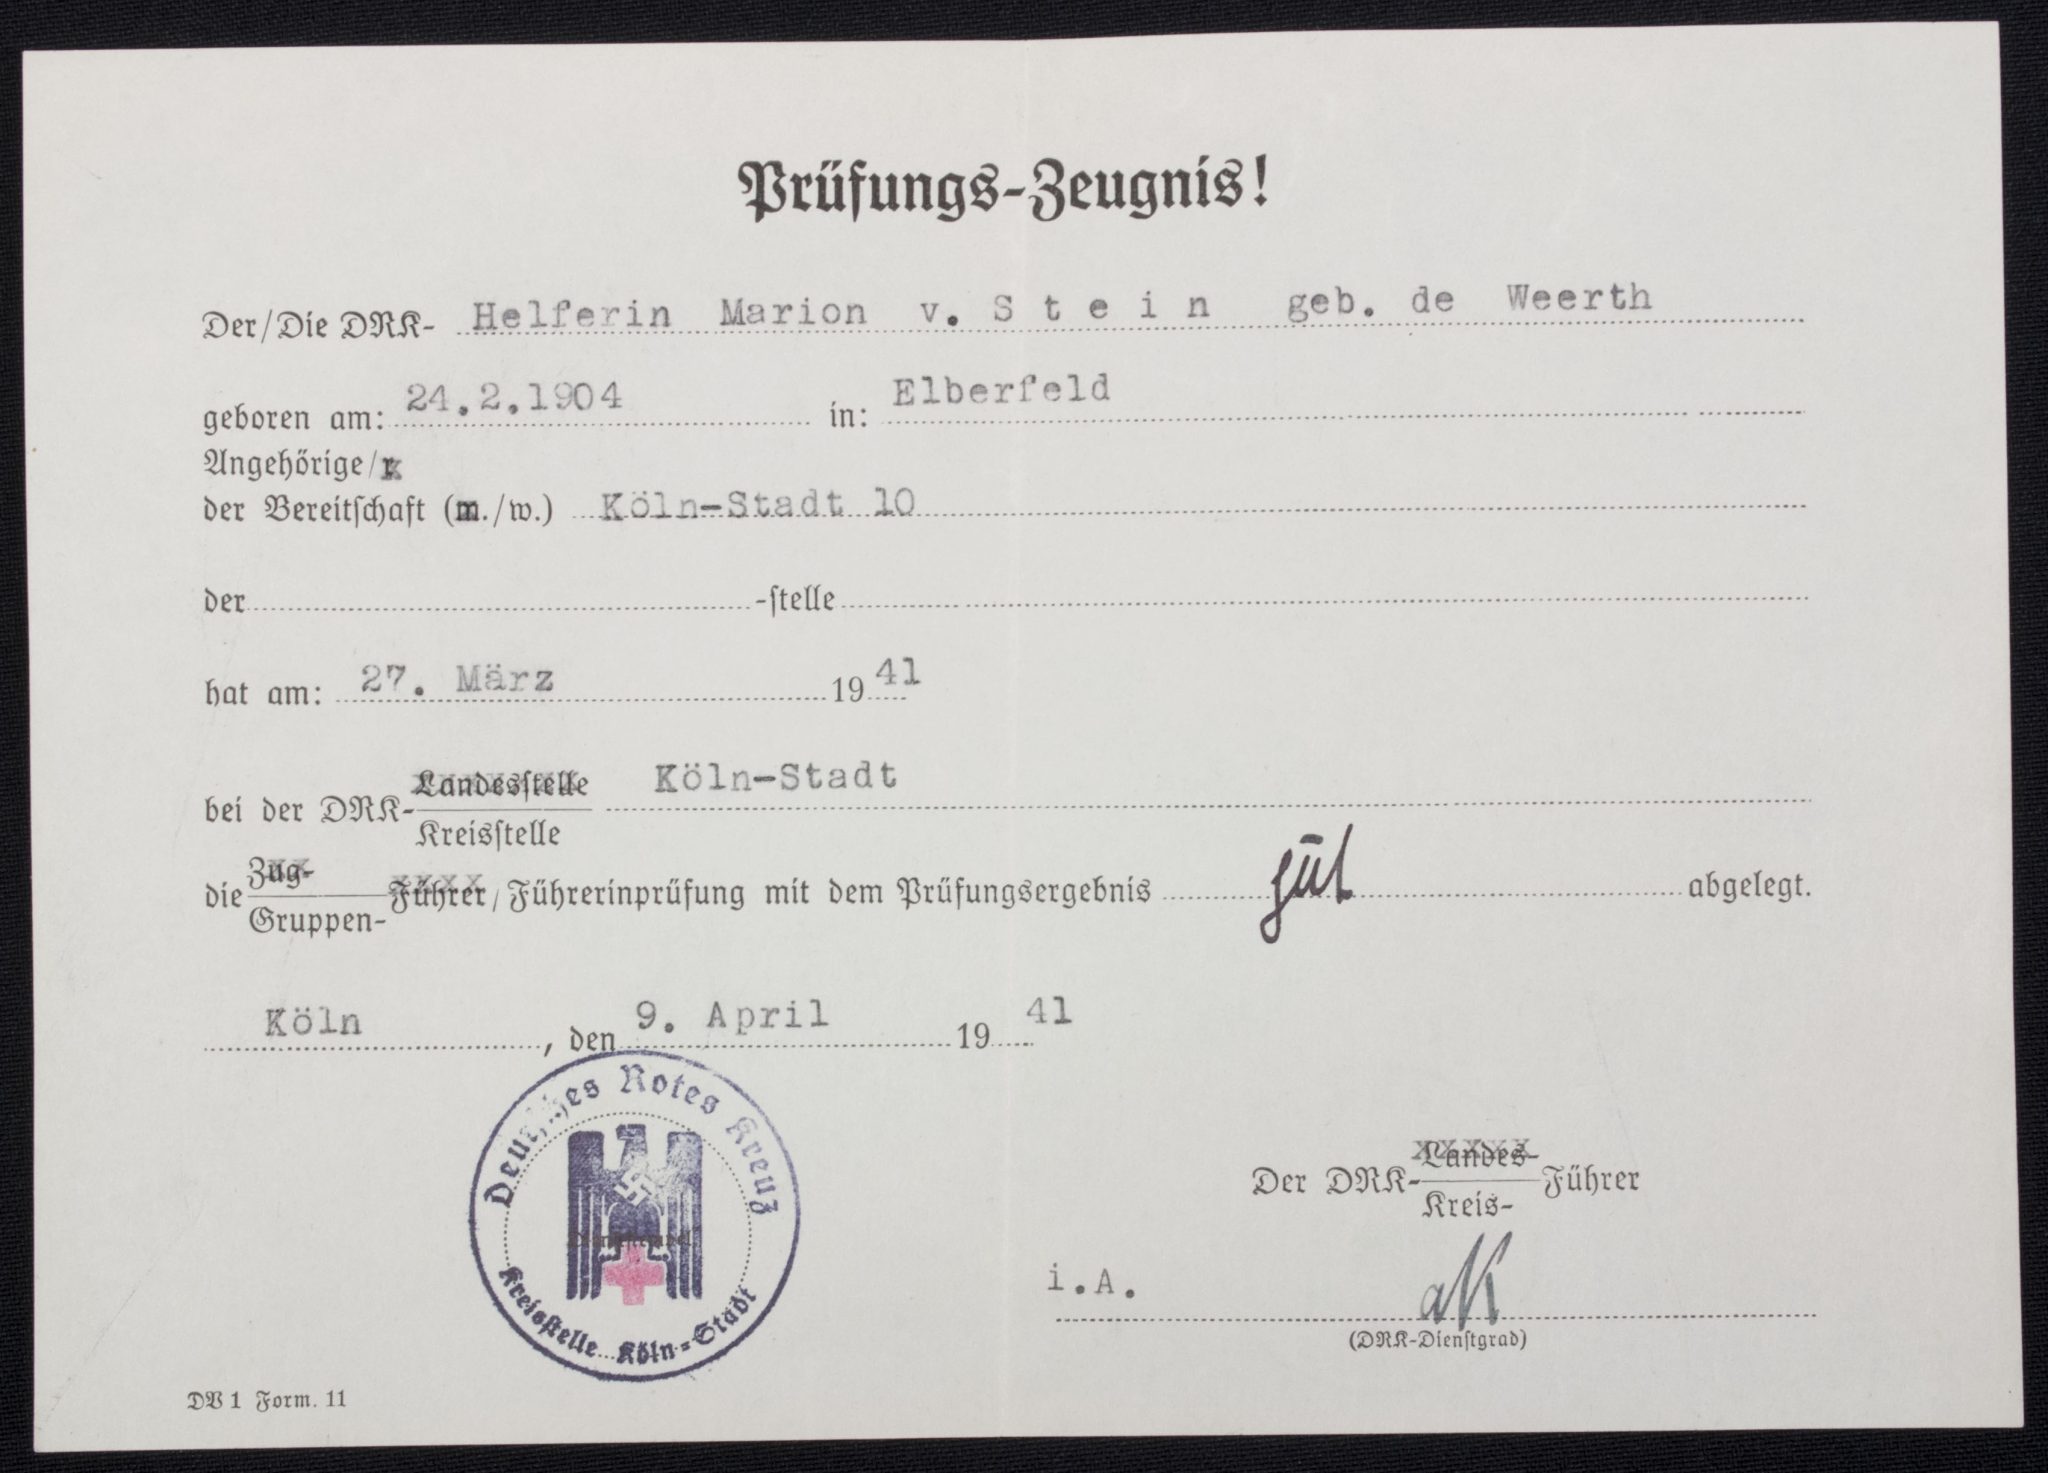 Prüfungs-Zeugnis!
Der/Die DRK- Helferin Marion v. S t e i n geb. de Weerth
geboren am: 24.2.1904 in: Elberfeld
Angehörige/r
der Bereitschaft (m./w.) Köln-Stadt 10
der -stelle
hat am: 27. März 1941
Landesstelle
bei der DRK- Köln-Stadt
Kreisstelle
Zug-
die Führer/Führerinprüfung mit dem Prüfungsergebnis gut abgelegt.
Gruppen-
Köln, den 9. April 1941
Deutsches Rotes Kreuz
Dienststempel
Kreisstelle Köln-Stadt
Landes-
Der DRK- Führer
Kreis-
i.A.
(DRK-Dienstgrad)
DV 1 Form. 11